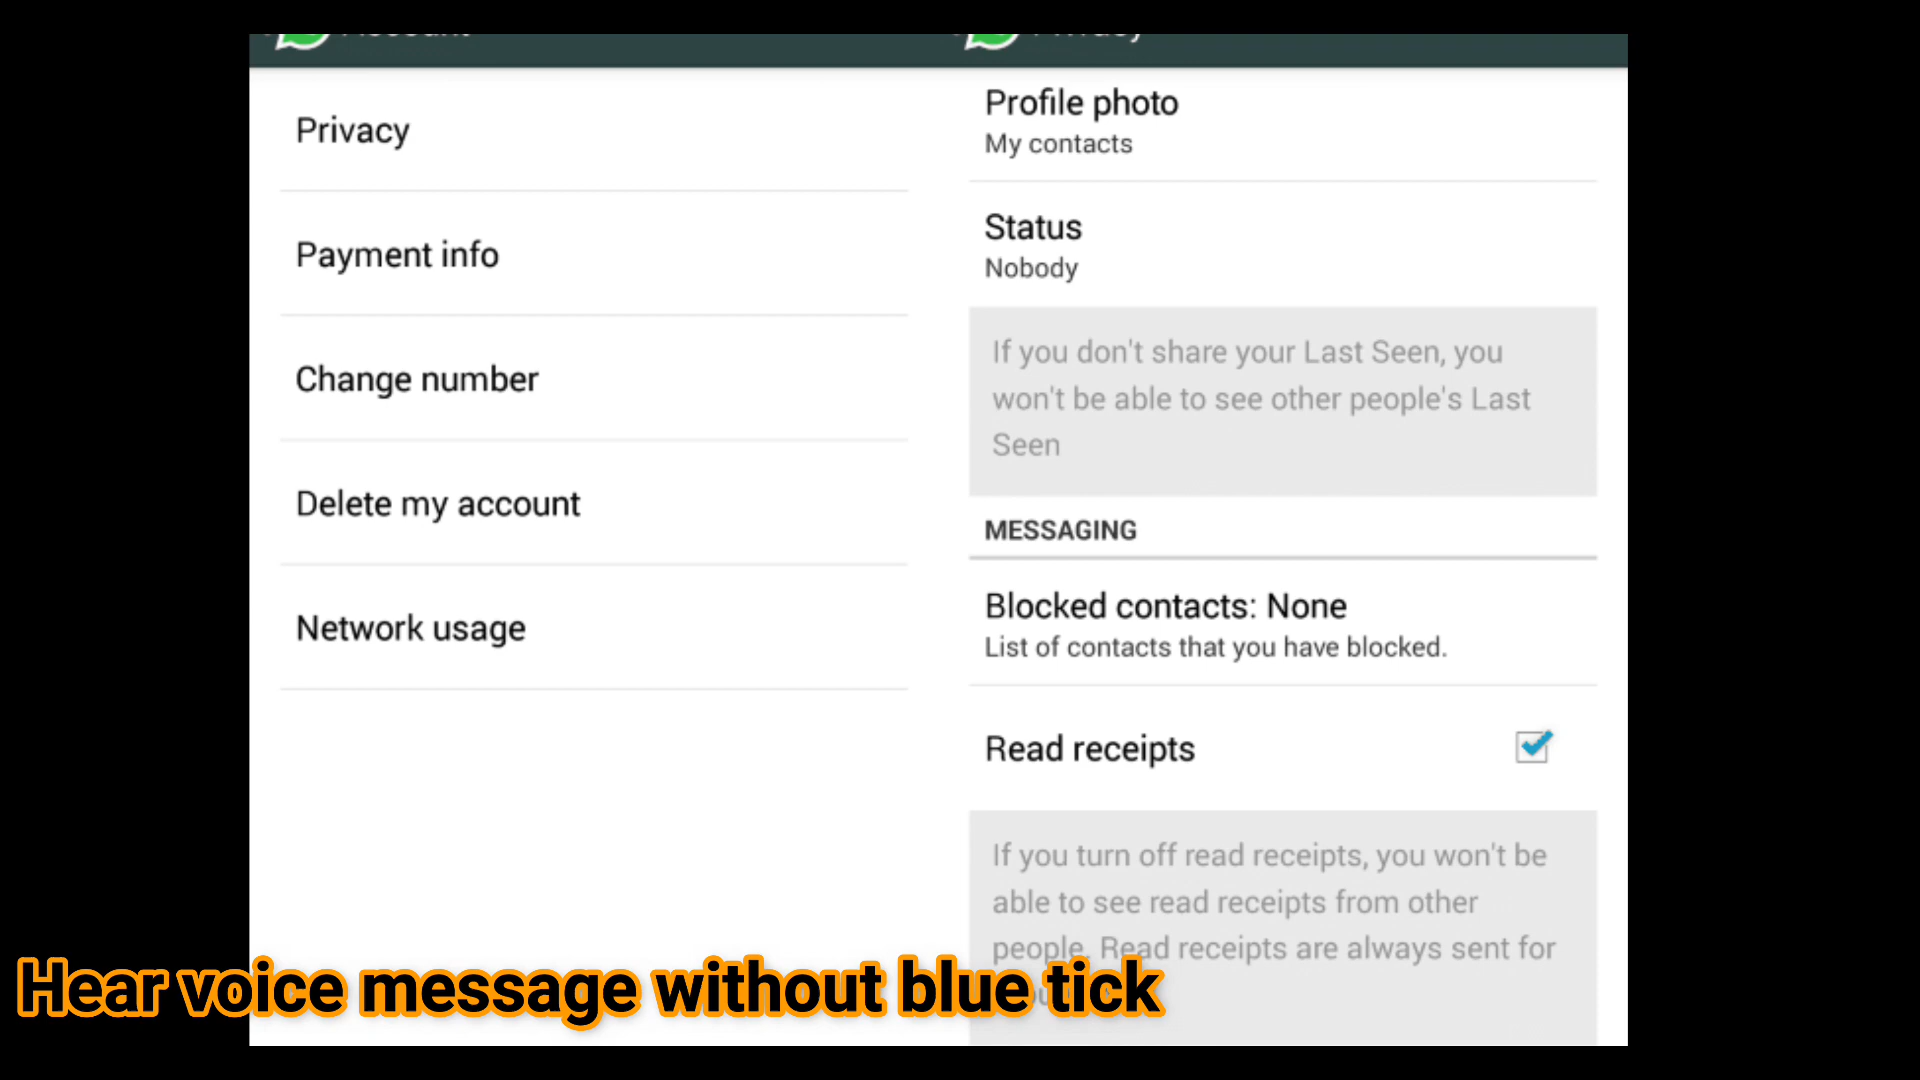 Privacy
Payment info
Change number
Delete my account
Network usage
Profile photo
My contacts
Status
Nobody
If you don't share your Last Seen, you
won't be able to see other people's Last
Seen
MESSAGING
Blocked contacts: None
List of contacts that you have blocked.
Read receipts
If you turn off read receipts, you won't be
able to see read receipts from other
people. Read receipts are always sent for
Hear voice message without blue tick